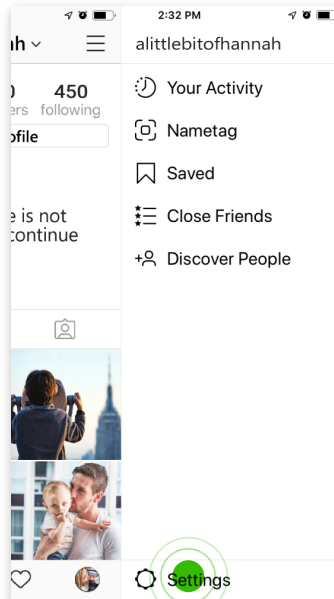 2:32 PM
h
alittlebitofhannah
450
following
ofile
e is not
continue
Your Activity
Nametag
Saved
Close Friends
Discover People
Settings